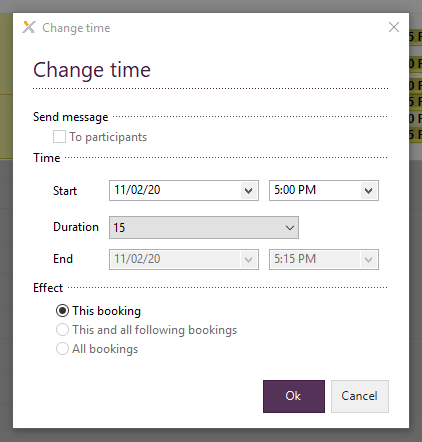 Change time
Change time
Send message
To participants
Time
Start 11/02/20 5:00 PM
Duration 15
End 11/02/20 5:15 PM
Effect
This booking
This and all following bookings
All bookings
Ok Cancel